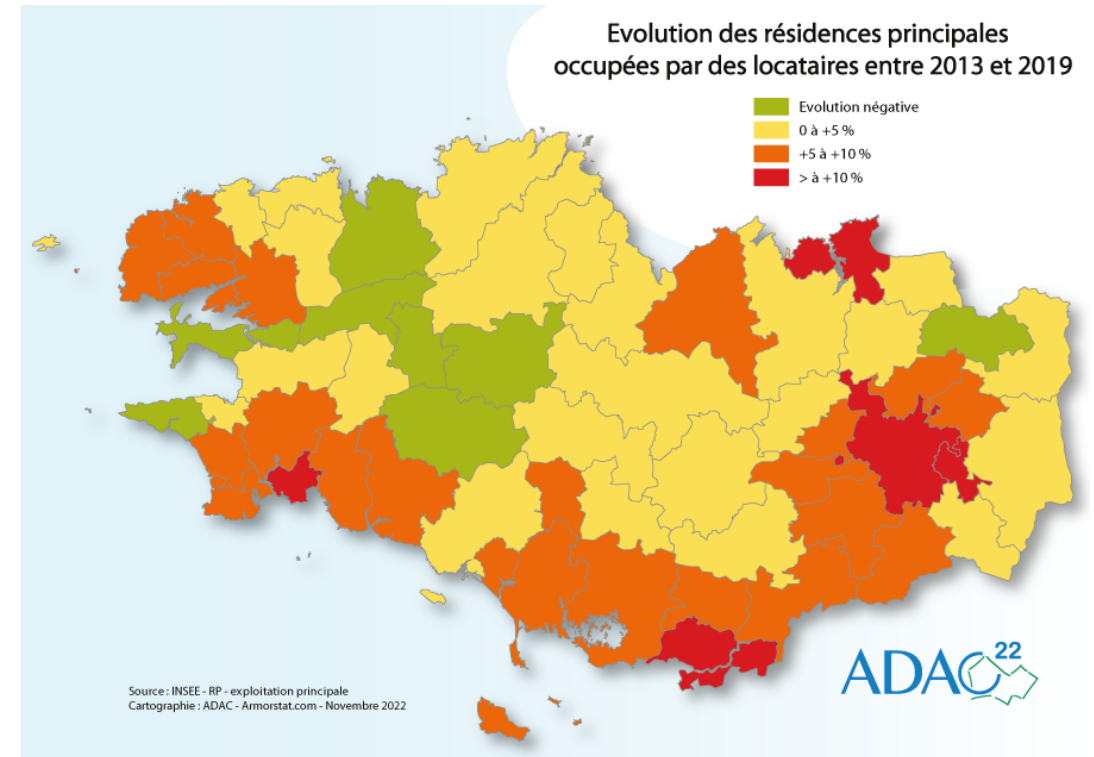 Evolution des résidences principales
occupées par des locataires entre 2013 et 2019
Evolution négative
0 à +5 %
+5 à +10 %
> à +10 %
Source : INSEE - RP - exploitation principale
Cartographie : ADAC - Armorstat.com - Novembre 2022
ADAC 22